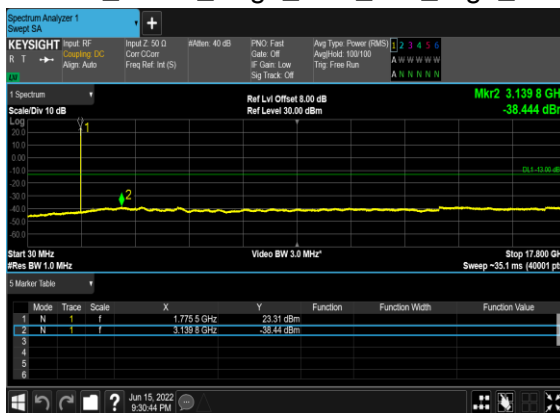 Spectrum Analyzer 1
Swept SA
+
KEYSIGHT
R T
LXI
Input: RF
Coupling: DC
Align: Auto
Input Z: 50 Ω
Corr CCorr
Freq Ref: Int (S)
#Atten: 40 dB
PNO: Fast
Gate: Off
IF Gain: Low
Sig Track: Off
Avg Type: Power (RMS)
Avg|Hold: 100/100
Trig: Free Run
1 2 3 4 5 6
A W W W W W
A N N N N N
1 Spectrum
Scale/Div 10 dB
Ref Lvl Offset 8.00 dB
Ref Level 30.00 dBm
Mkr2 3.139 8 GH
-38.444 dBr
Log
20.0
10.0
0.00
-10.0
-20.0
-30.0
-40.0
-50.0
-60.0
1
2
DL1 -13.00 dB
Start 30 MHz
#Res BW 1.0 MHz
Video BW 3.0 MHz*
Stop 17.800 GH
Sweep ~35.1 ms (40001 pt
5 Marker Table
Mode Trace Scale X Y Function Function Width Function Value
1 N 1 f 1.775 5 GHz 23.31 dBm
2 N 1 f 3.139 8 GHz -38.44 dBm
3
4
5
6
?
Jun 15, 2022
9:30:44 PM